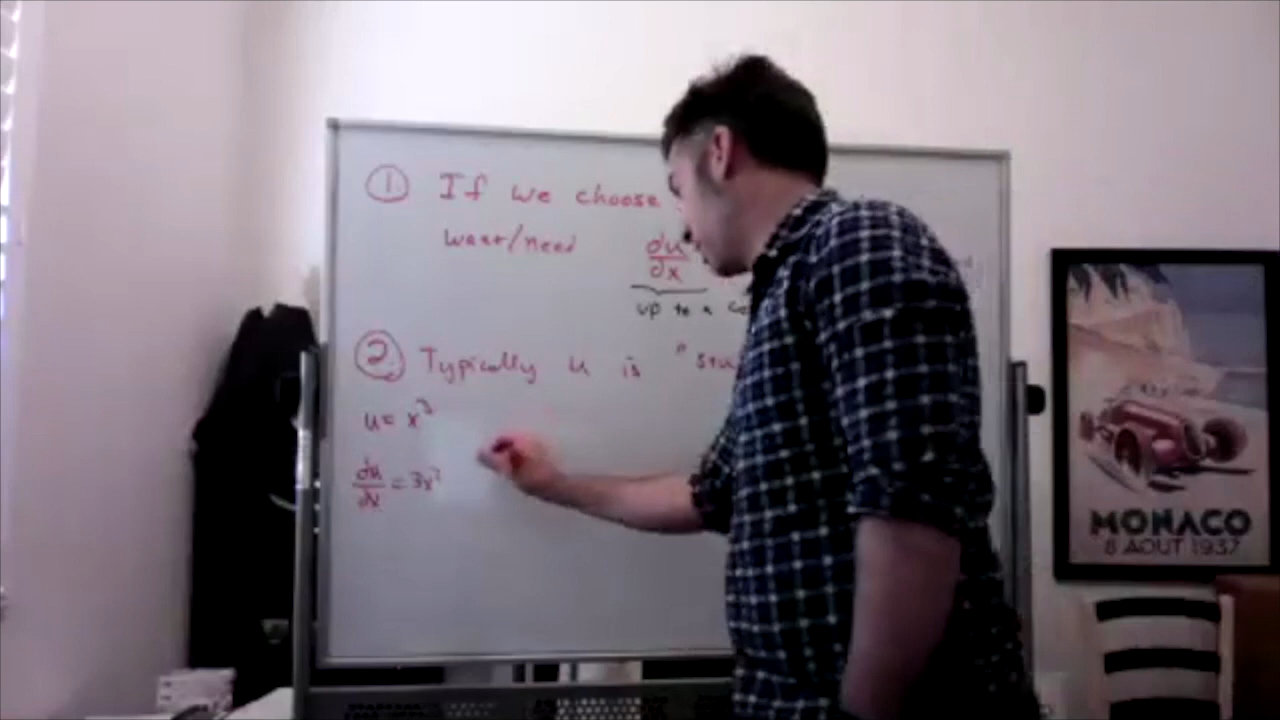 1. If we choose
want/need du/dx
up to a
2. Typically u is "stu
u = x³
du/dx = 3x²
MONACO
8 AOUT 1937